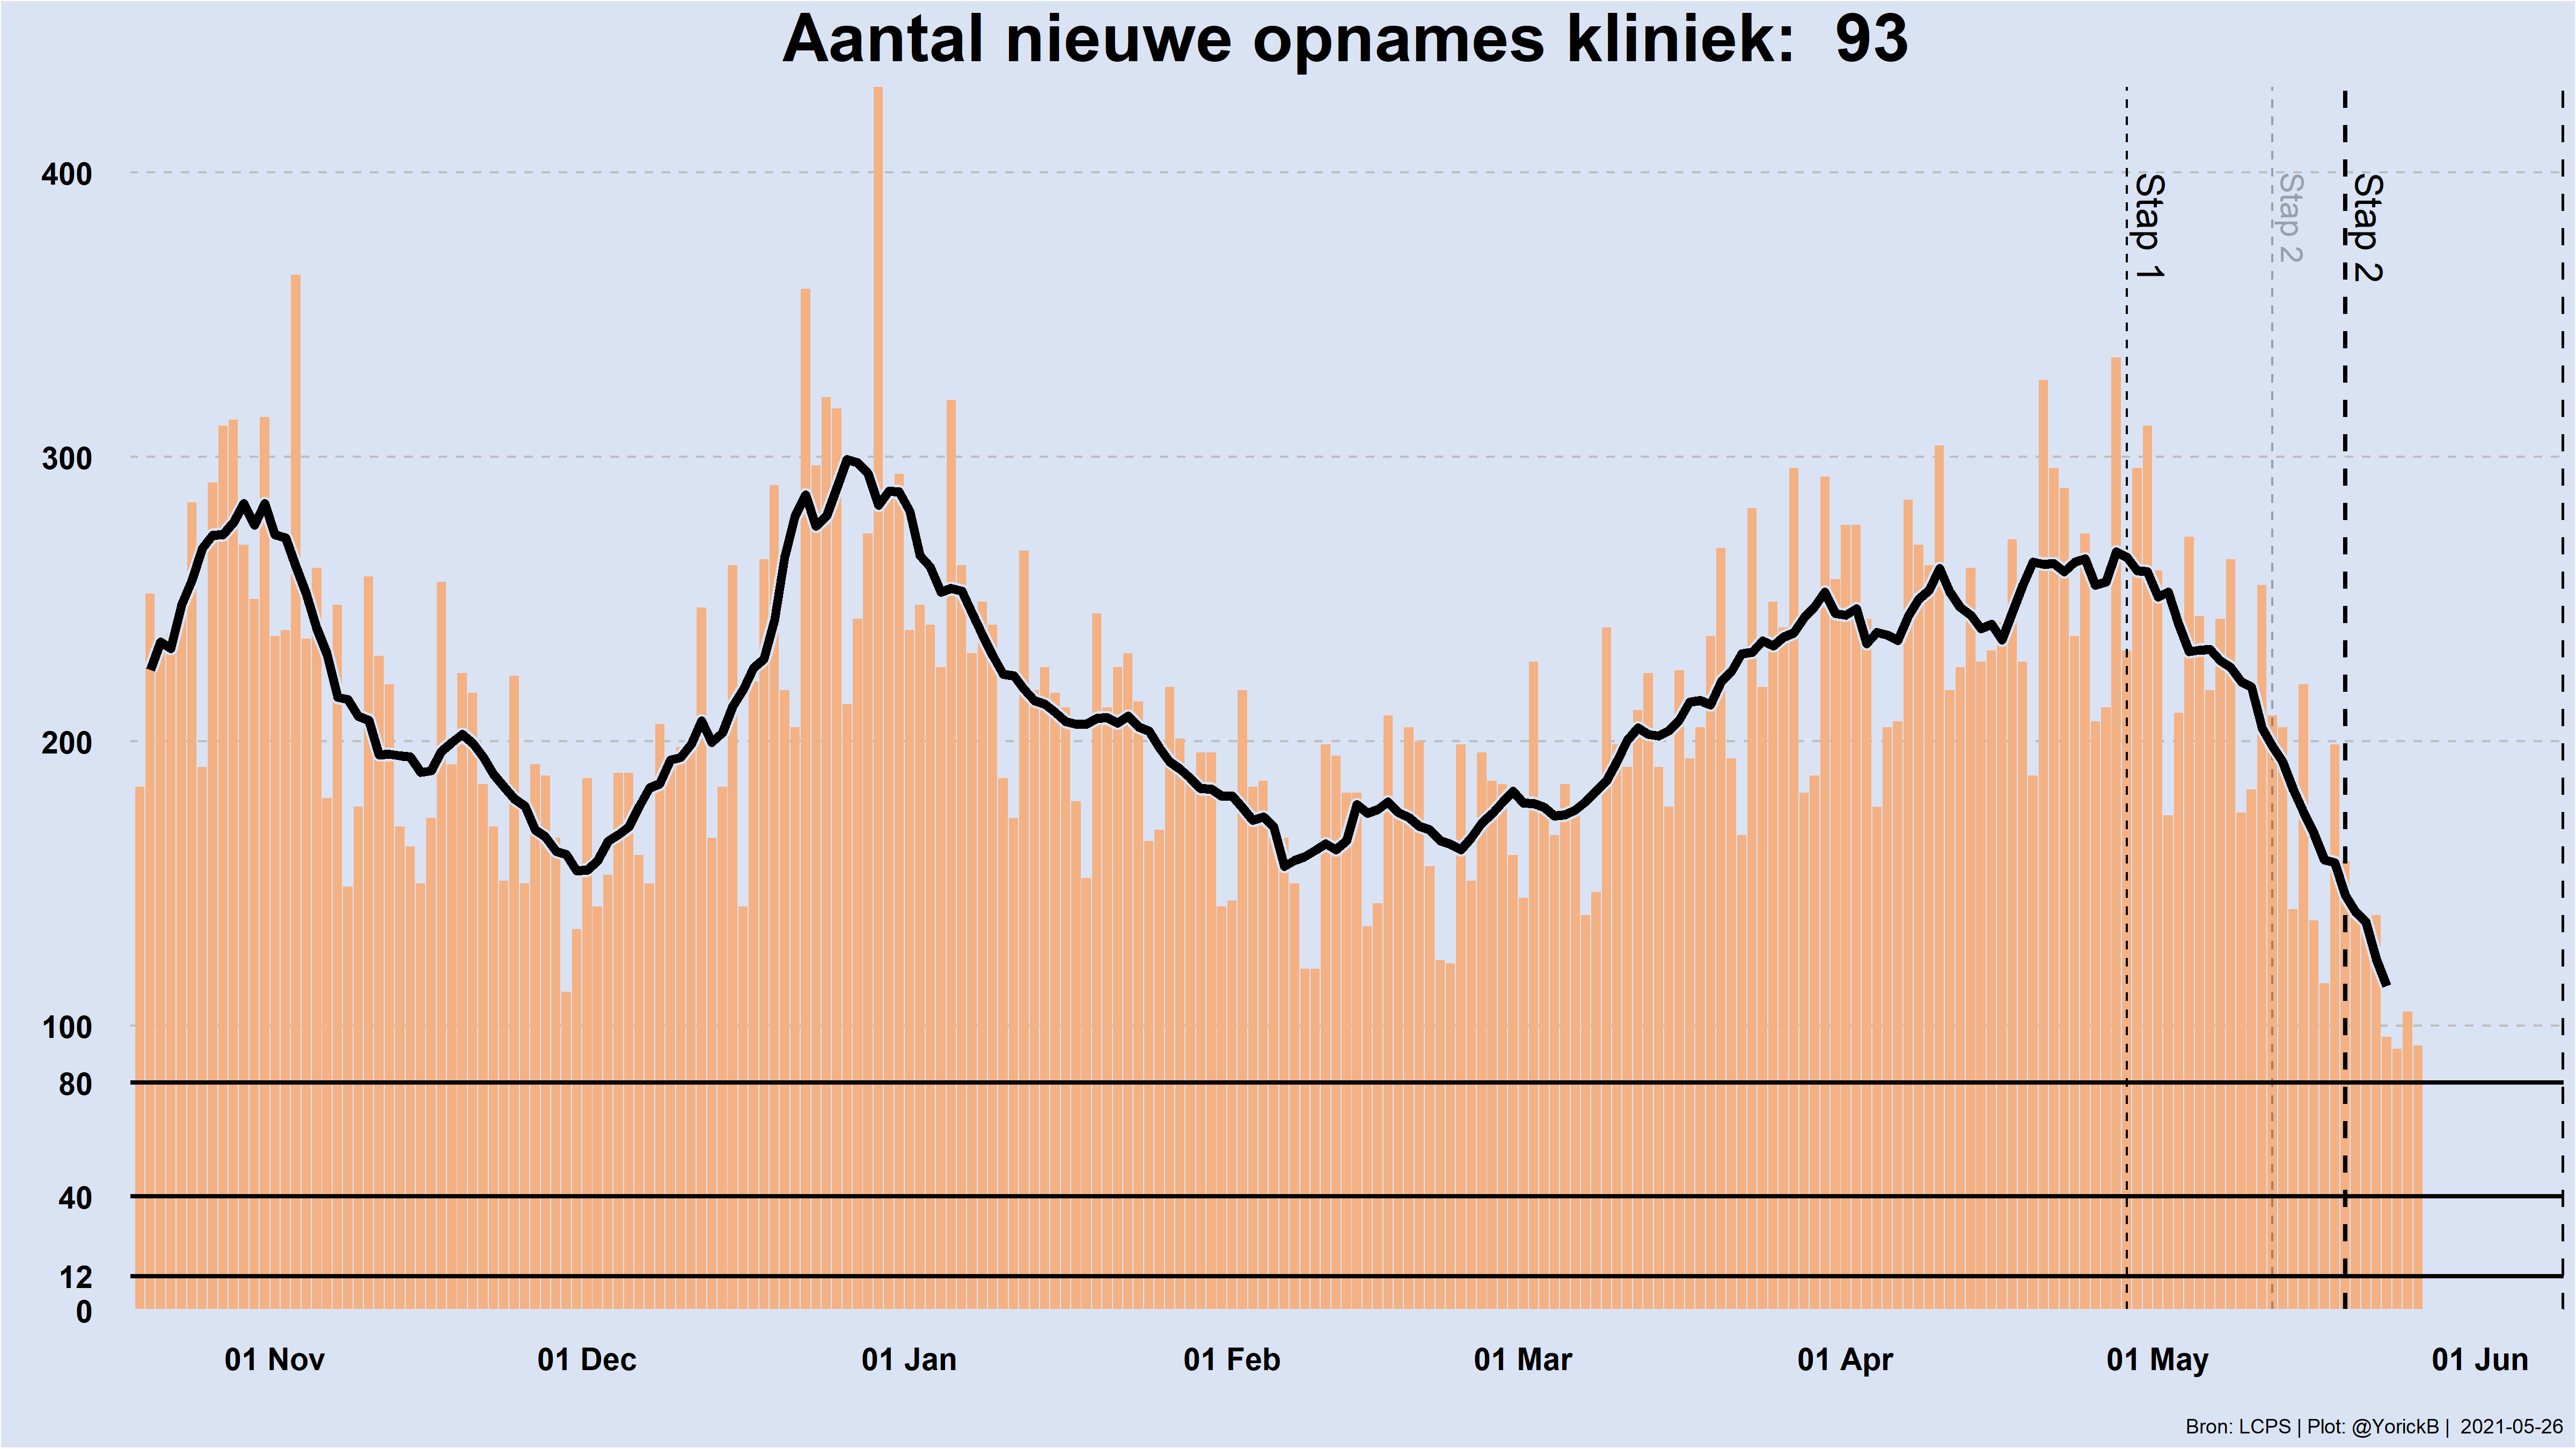 Aantal nieuwe opnames kliniek: 93
400
300
200
100
80
40
12
0
Stap 1
Stap 2
Stap 2
01 Nov
01 Dec
01 Jan
01 Feb
01 Mar
01 Apr
01 May
01 Jun
Bron: LCPS | Plot: @YorickB | 2021-05-26